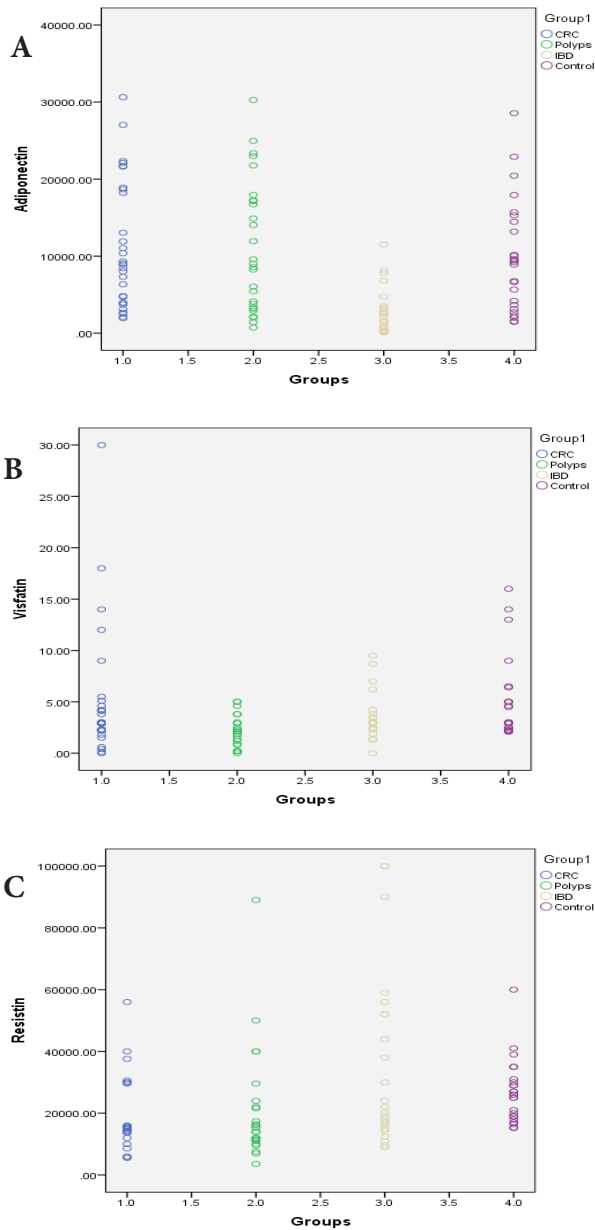 A
Adiponectin
40000.00
30000.00
20000.00
10000.00
.00
1.0 1.5 2.0 2.5 3.0 3.5 4.0
Groups
Group1
CRC
Polyps
IBD
Control
B
Visfatin
30.00
25.00
20.00
15.00
10.00
5.00
.00
1.0 1.5 2.0 2.5 3.0 3.5 4.0
Groups
Group1
CRC
Polyps
IBD
Control
C
Resistin
100000.00
80000.00
60000.00
40000.00
20000.00
.00
1.0 1.5 2.0 2.5 3.0 3.5 4.0
Groups
Group1
CRC
Polyps
IBD
Control